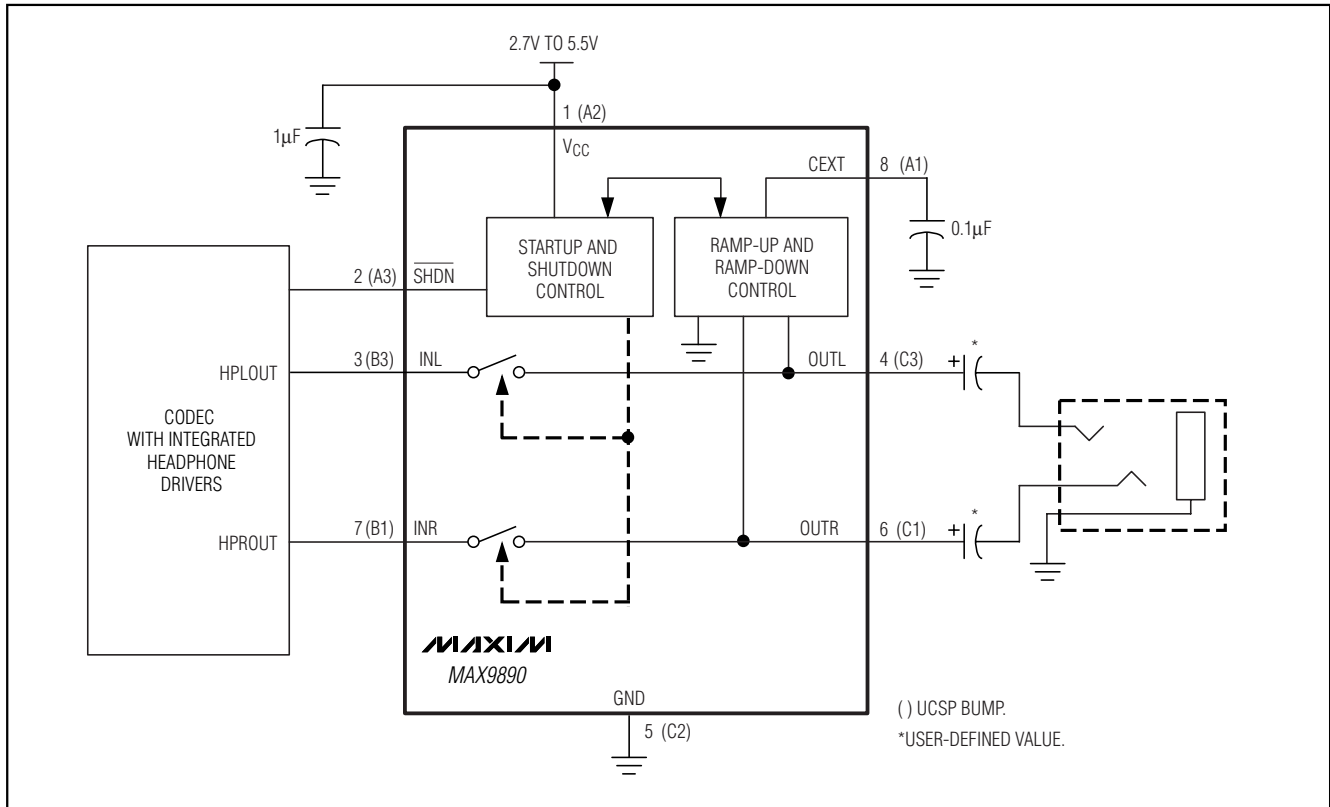 2.7V TO 5.5V
1 (A2)
1µF
VCC
CEXT
8 (A1)
0.1µF
STARTUP AND
SHUTDOWN
CONTROL
RAMP-UP AND
RAMP-DOWN
CONTROL
2 (A3)
SHDN
HPLOUT
3 (B3)
INL
OUTL
4 (C3)
+
*
CODEC
WITH INTEGRATED
HEADPHONE
DRIVERS
HPROUT
7 (B1)
INR
OUTR
6 (C1)
+
*
MAXIM
MAX9890
GND
5 (C2)
( ) UCSP BUMP.
*USER-DEFINED VALUE.